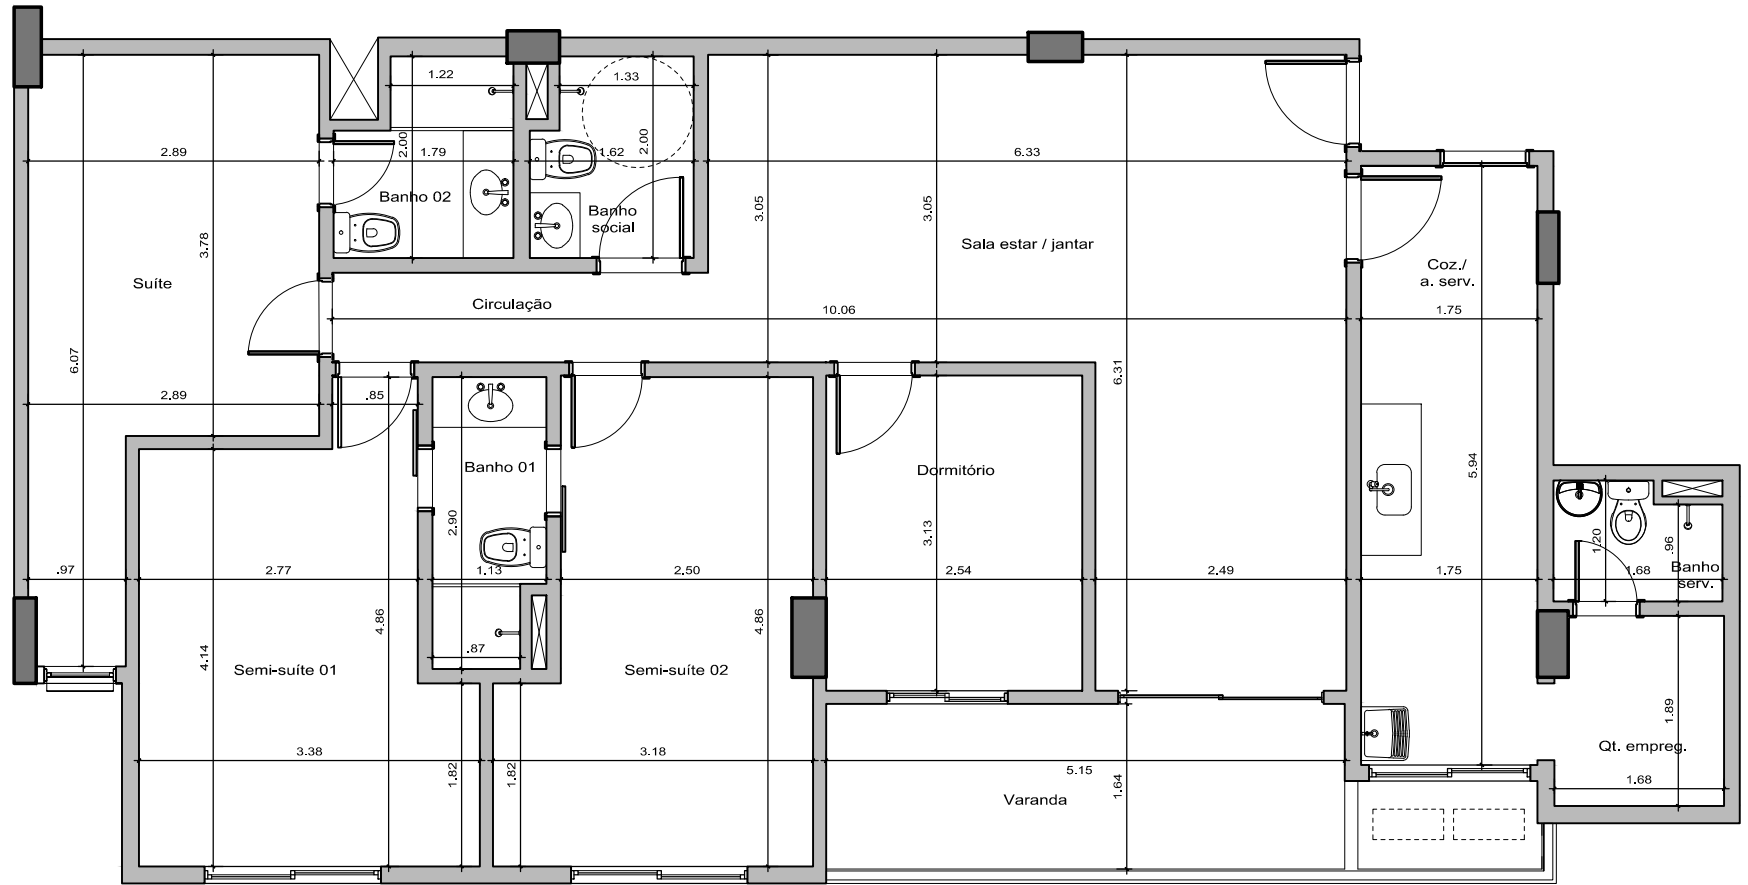 1.22
1.33
2.89
2.00
1.79
1.62
2.00
6.33
Banho 02
Banho
social
3.78
3.05
3.05
Sala estar / jantar
Suíte
Coz./
a. serv.
Circulação
10.06
1.75
6.07
6.31
2.89
.85
Banho 01
Dormitório
5.94
2.90
3.13
1.20
.96
.97
2.77
1.13
2.50
2.54
2.49
1.75
1.68
Banho
serv.
4.86
4.86
4.14
.87
Semi-suíte 01
Semi-suíte 02
1.89
Qt. empreg.
3.38
3.18
5.15
1.68
1.82
1.82
1.64
Varanda